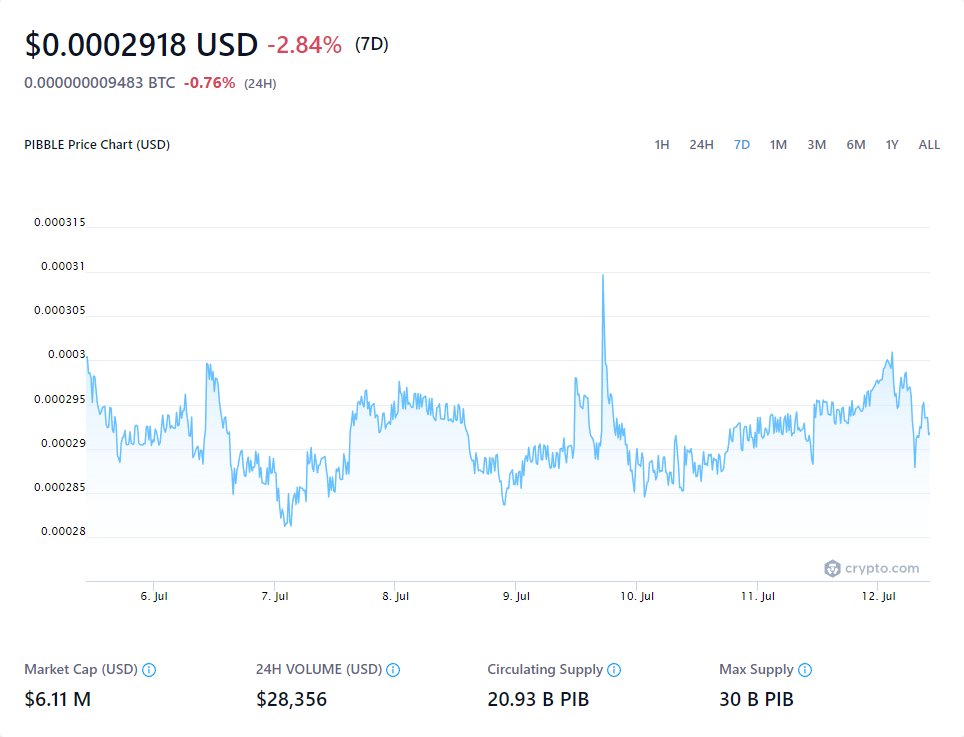 $0.0002918 USD -2.84% (7D)
0.000000009483 BTC -0.76% (24H)
PIBBLE Price Chart (USD) 1H 24H 7D 1M 3M 6M 1Y ALL
0.000315
0.00031
0.000305
0.0003
0.000295
0.00029
0.000285
0.00028
crypto.com
6. Jul 7. Jul 8. Jul 9. Jul 10. Jul 11. Jul 12. Jul
Market Cap (USD) 24H VOLUME (USD) Circulating Supply Max Supply
$6.11 M $28,356 20.93 B PIB 30 B PIB